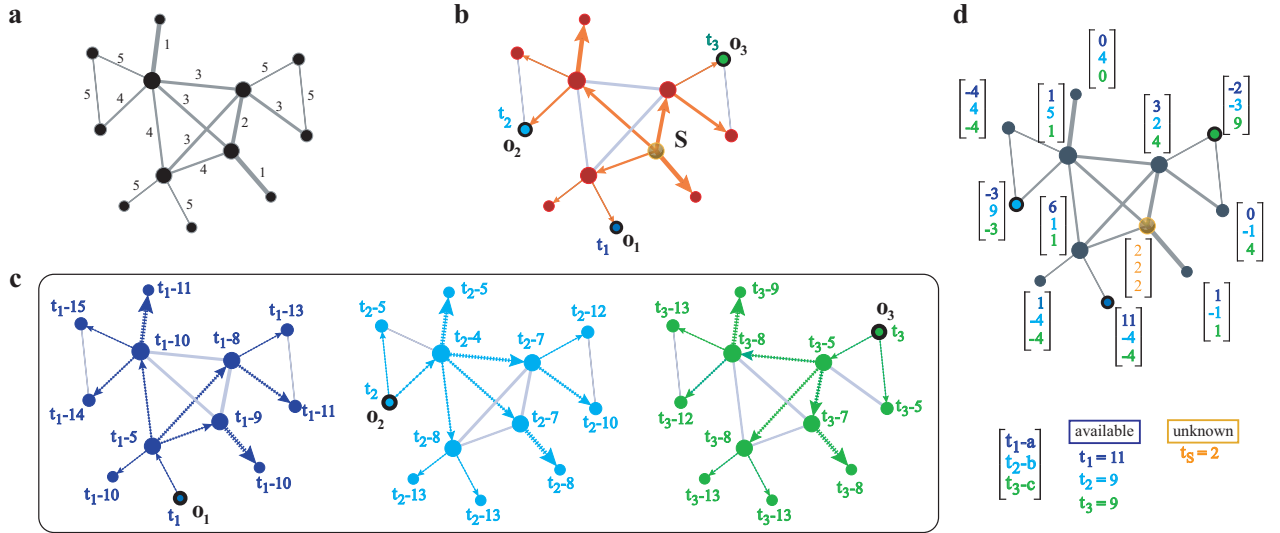 a
1
5
5
3
5
5
4
3
3
2
4
3
4
1
5
5
b
t3
O3
t2
O2
S
t1
O1
c
t1-11
t1-15
t1-13
t1-10
t1-8
t1-14
t1-9
t1-11
t1-5
t1-10
t1-10
t1
O1
t2-5
t2-5
t2-12
t2-4
t2-7
t2
O2
t2-7
t2-10
t2-8
t2-8
t2-13
t2-13
t3-9
t3-13
O3
t3
t3-8
t3-5
t3-12
t3-7
t3-5
t3-8
t3-8
t3-13
t3-13
d
0
4
0
-4
4
-4
1
5
1
3
2
4
-2
-3
9
-3
9
-3
6
1
1
2
2
2
0
-1
4
1
-4
-4
11
-4
-4
1
-1
1
t1-a
t2-b
t3-c
available
t1 = 11
t2 = 9
t3 = 9
unknown
tS = 2